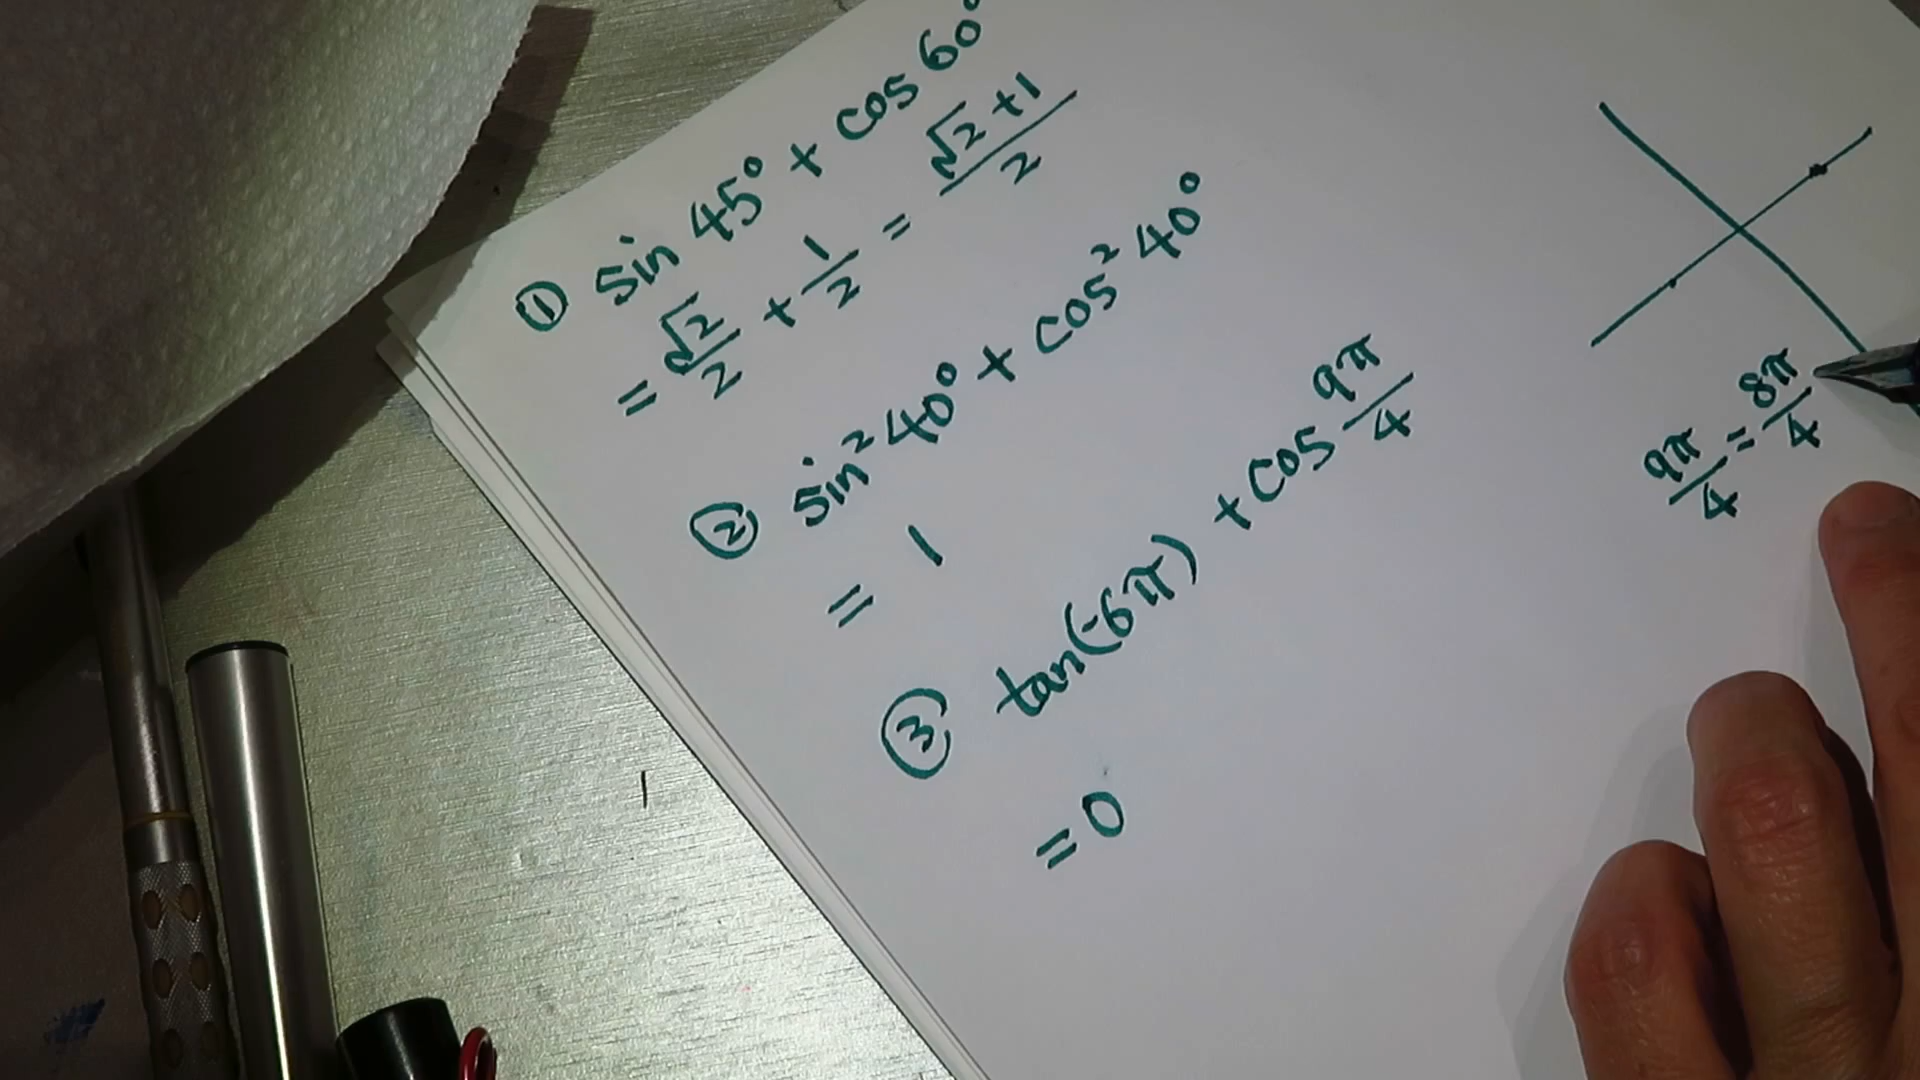 ① sin 45° + cos 60°
= √2/2 + 1/2 = (√2 + 1)/2
② sin² 40° + cos² 40°
= 1
③ tan(-6π) + cos 9π/4
= 0
9π/4 = 8π/4